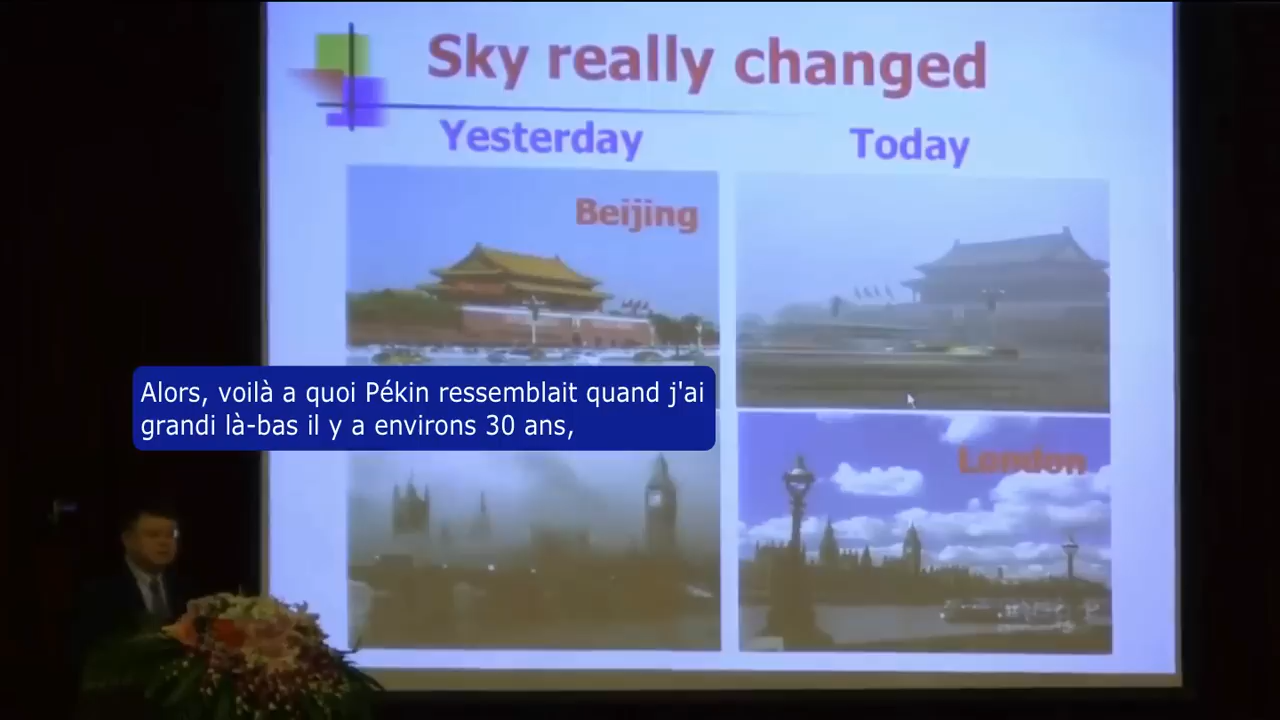 Sky really changed
Yesterday
Today
Beijing
Alors, voilà a quoi Pékin ressemblait quand j'ai
grandi là-bas il y a environs 30 ans,
London